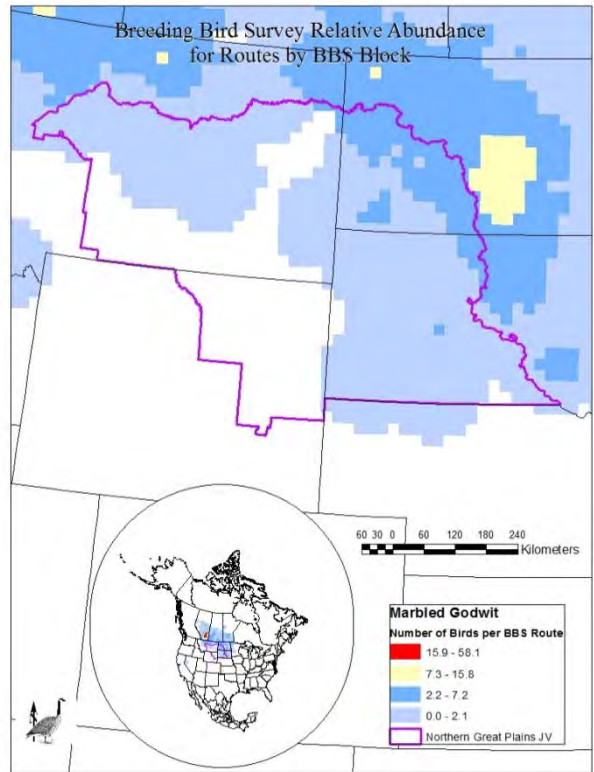 Breeding Bird Survey Relative Abundance
for Routes by BBS Block
60 30 0 60 120 180 240
Kilometers
Marbled Godwit
Number of Birds per BBS Route
15.9 - 58.1
7.3 - 15.8
2.2 - 7.2
0.0 - 2.1
Northern Great Plains JV